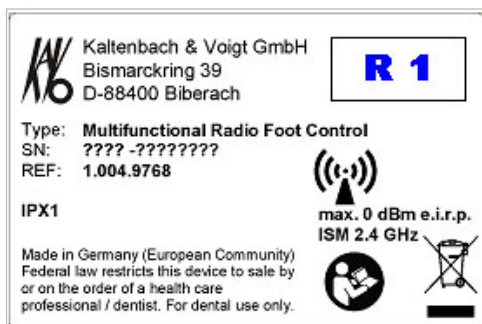 KAVO
Kaltenbach & Voigt GmbH
Bismarckring 39
D-88400 Biberach
R 1
Type: Multifunctional Radio Foot Control
SN: ???? -????????
REF: 1.004.9768
IPX1
max. 0 dBm e.i.r.p.
ISM 2.4 GHz
Made in Germany (European Community)
Federal law restricts this device to sale by
or on the order of a health care
professional / dentist. For dental use only.